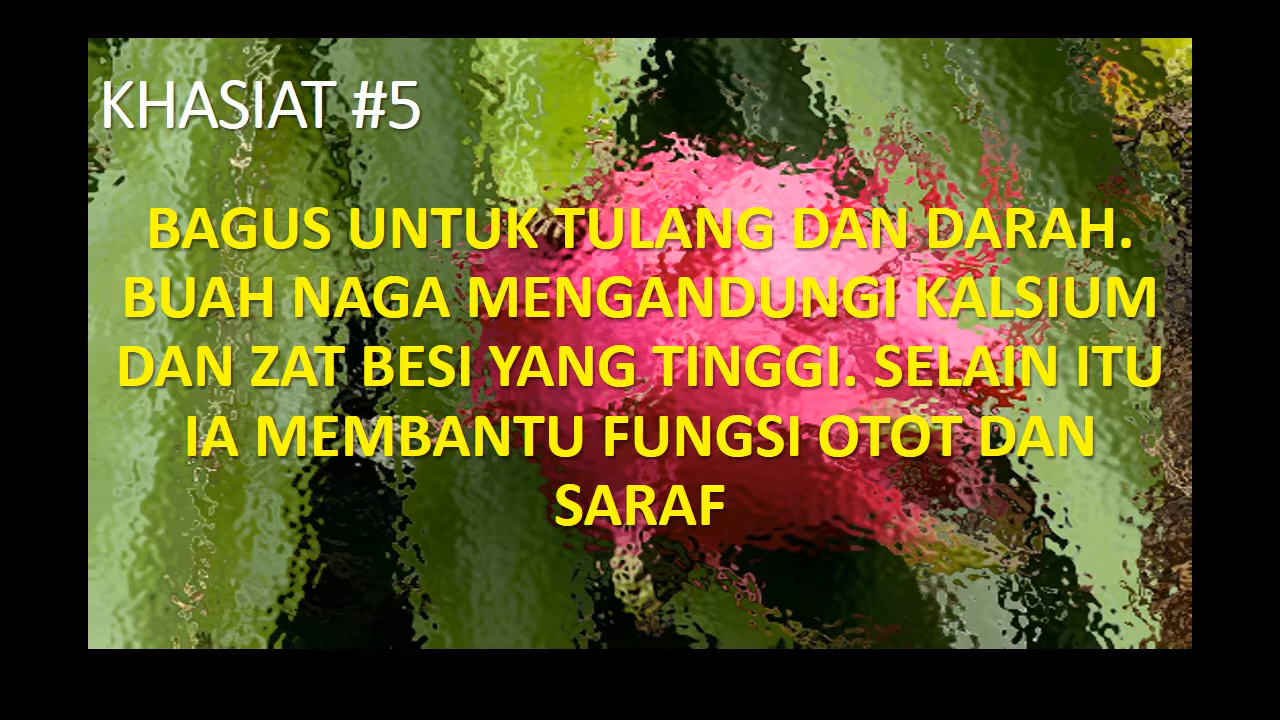 KHASIAT #5
BAGUS UNTUK TULANG DAN DARAH.
BUAH NAGA MENGANDUNGI KALSIUM
DAN ZAT BESI YANG TINGGI. SELAIN ITU
IA MEMBANTU FUNGSI OTOT DAN
SARAF